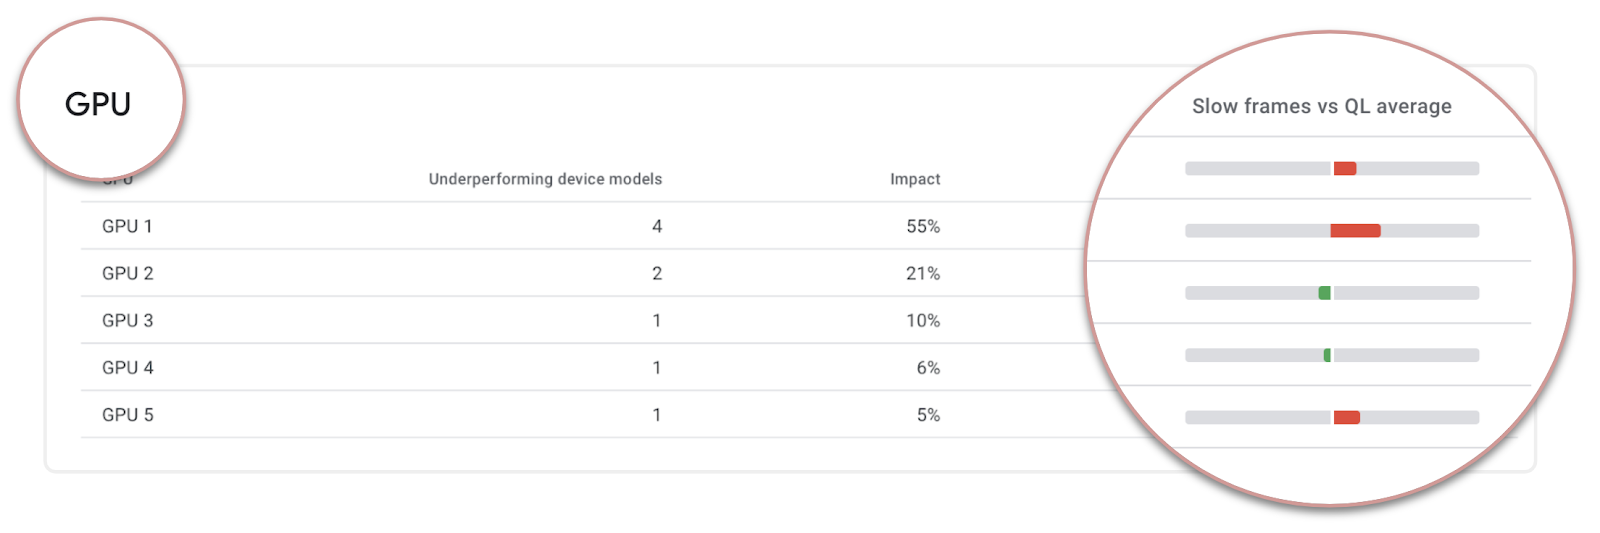 GPU
Slow frames vs QL average
GPU Underperforming device models Impact
GPU 1 4 55%
GPU 2 2 21%
GPU 3 1 10%
GPU 4 1 6%
GPU 5 1 5%